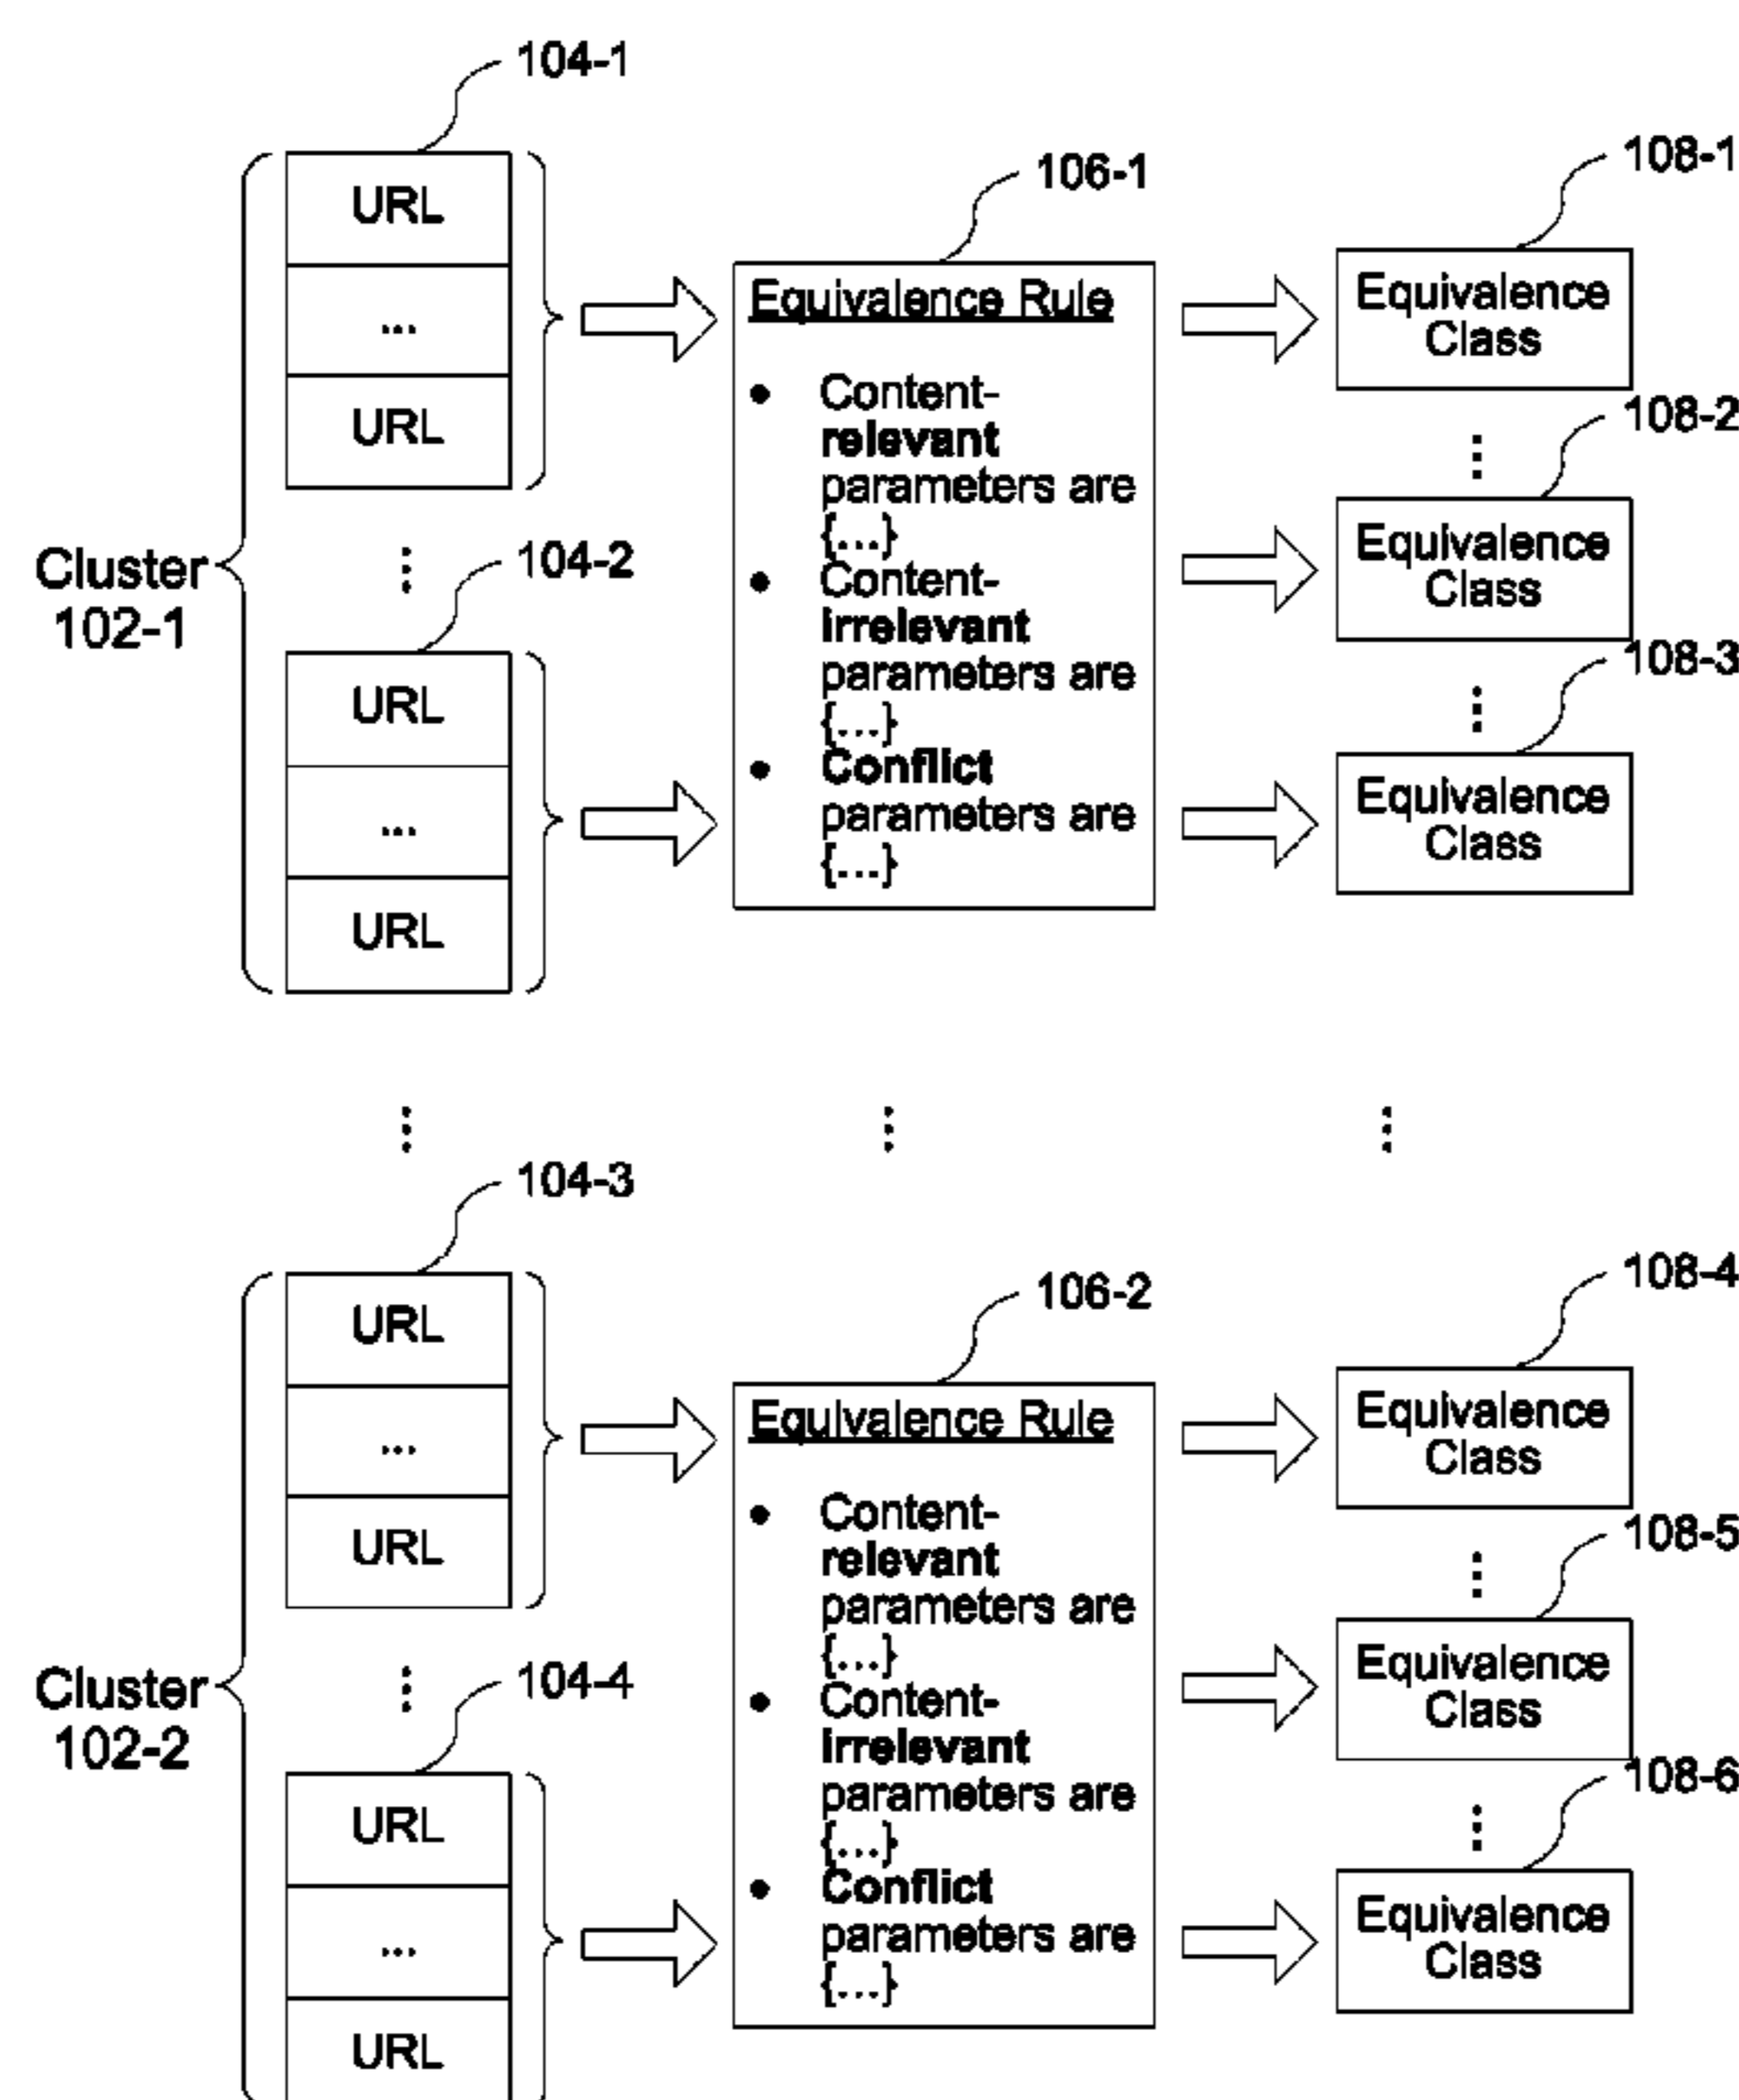 104-1
URL
...
URL
104-2
Cluster
102-1
URL
...
URL
106-1
Equivalence Rule
• Content-
relevant
parameters are
{...}
• Content-
irrelevant
parameters are
{...}
• Conflict
parameters are
{...}
108-1
Equivalence
Class
108-2
Equivalence
Class
108-3
Equivalence
Class
104-3
URL
...
URL
104-4
Cluster
102-2
URL
...
URL
106-2
Equivalence Rule
• Content-
relevant
parameters are
{...}
• Content-
irrelevant
parameters are
{...}
• Conflict
parameters are
{...}
108-4
Equivalence
Class
108-5
Equivalence
Class
108-6
Equivalence
Class